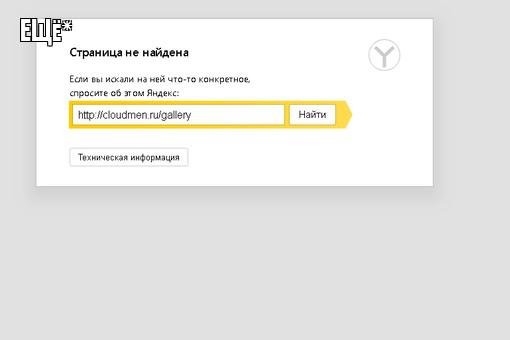 ЕЩЁ
Страница не найдена
Если вы искали на ней что-то конкретное,
спросите об этом Яндекс:
http://cloudmen.ru/gallery
Найти
Техническая информация